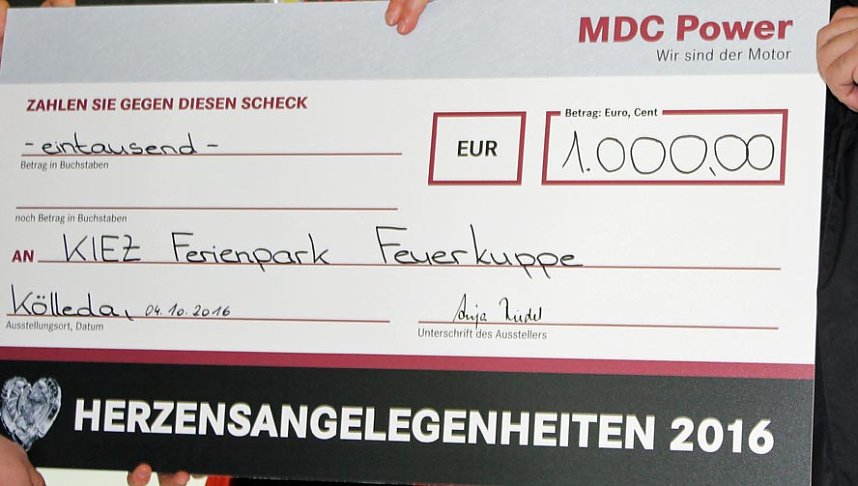 MDC Power
Wir sind der Motor
ZAHLEN SIE GEGEN DIESEN SCHECK
-eintausend-
Betrag in Buchstaben
EUR
Betrag: Euro, Cent
1.000,00
noch Betrag in Buchstaben
AN KIEZ Ferienpark Feuerkuppe
Kölleda, 04.10.2016
Ausstellungsort, Datum
Unterschrift des Ausstellers
HERZENSANGELEGENHEITEN 2016